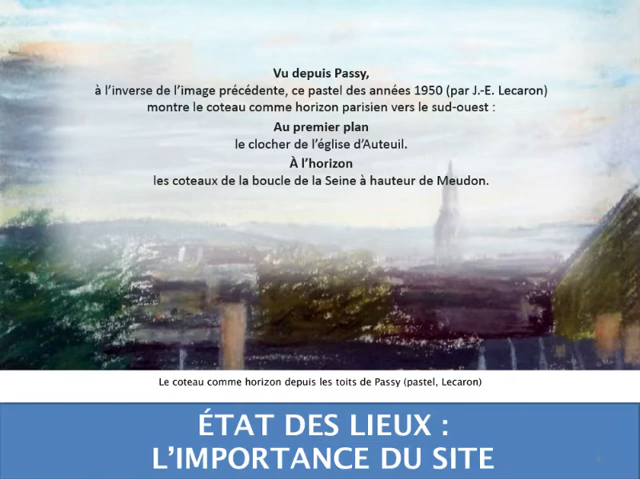 Vu depuis Passy,
à l'inverse de l'image précédente, ce pastel des années 1950 (par J.-E. Lecaron)
montre le coteau comme horizon parisien vers le sud-ouest :
Au premier plan
le clocher de l'église d'Auteuil.
À l'horizon
les coteaux de la boucle de la Seine à hauteur de Meudon.
Le coteau comme horizon depuis les toits de Passy (pastel, Lecaron)
ÉTAT DES LIEUX :
L'IMPORTANCE DU SITE